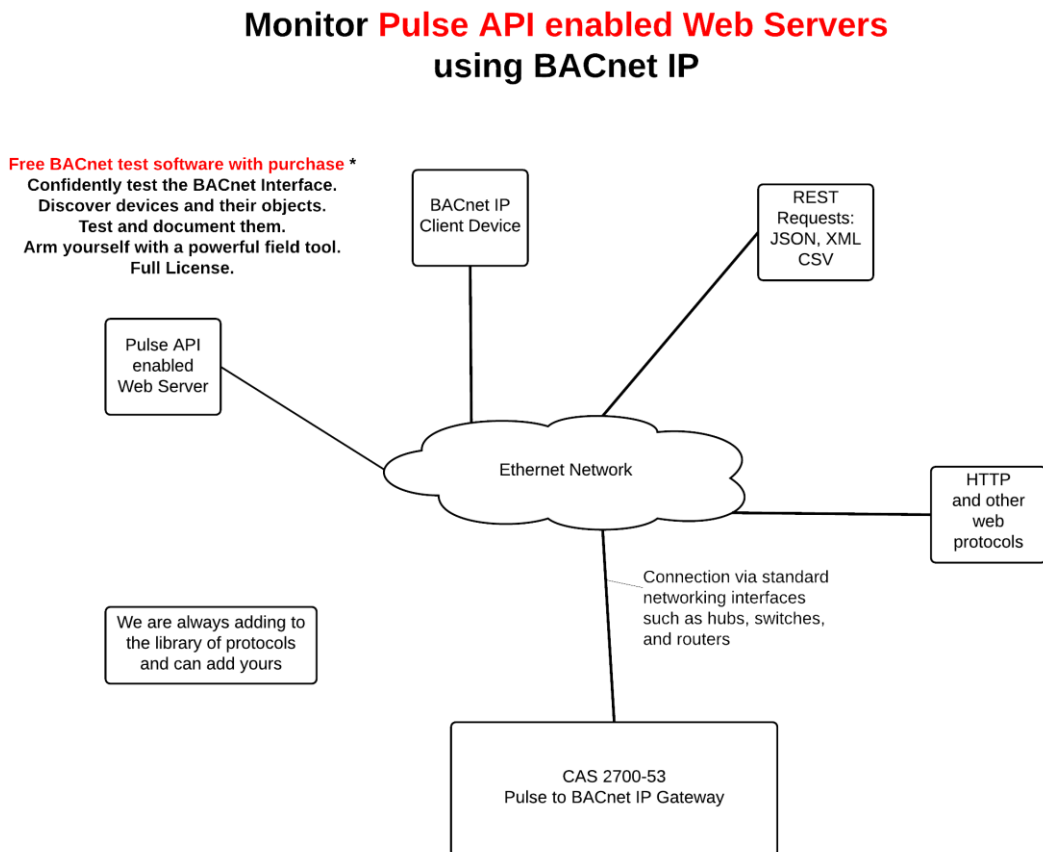 Monitor Pulse API enabled Web Servers
using BACnet IP
Free BACnet test software with purchase *
Confidently test the BACnet Interface.
Discover devices and their objects.
Test and document them.
Arm yourself with a powerful field tool.
Full License.
BACnet IP
Client Device
REST
Requests:
JSON, XML
CSV
Pulse API
enabled
Web Server
Ethernet Network
HTTP
and other
web
protocols
Connection via standard
networking interfaces
such as hubs, switches,
and routers
We are always adding to
the library of protocols
and can add yours
CAS 2700-53
Pulse to BACnet IP Gateway